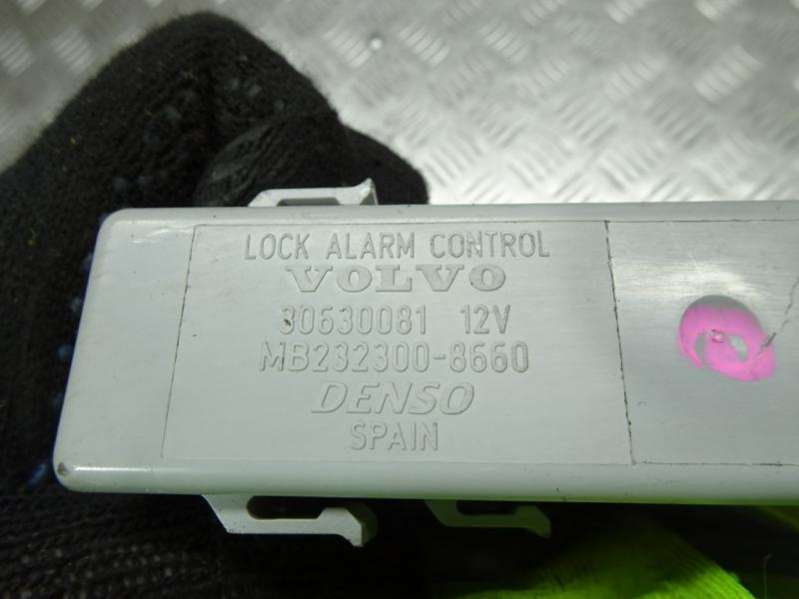 LOCK ALARM CONTROL
VOLVO
30630081 12V
MB232300-8660
DENSO
SPAIN